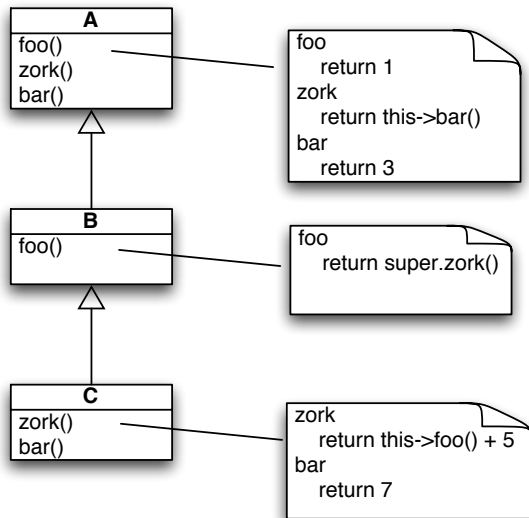 A
foo()
zork()
bar()
foo
return 1
zork
return this->bar()
bar
return 3
B
foo()
foo
return super.zork()
C
zork()
bar()
zork
return this->foo() + 5
bar
return 7